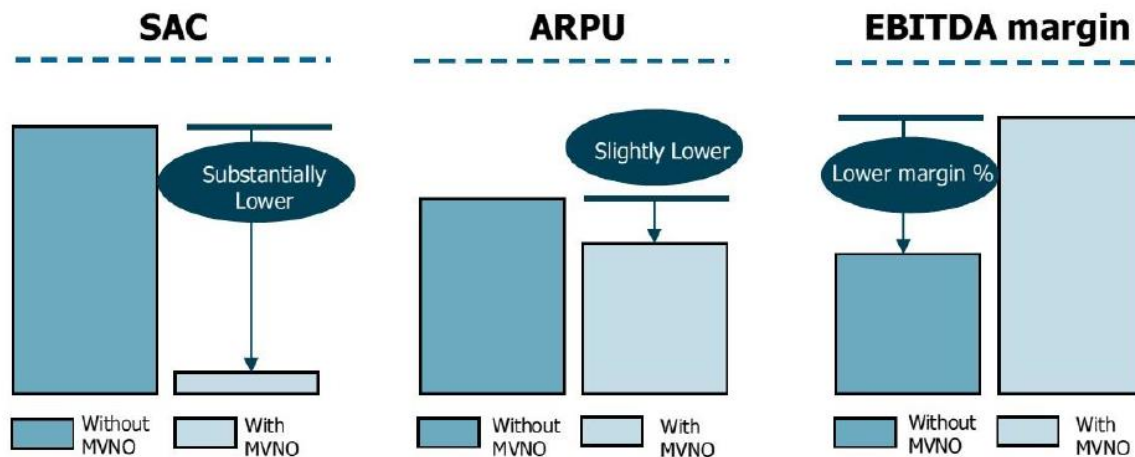 SAC
Substantially
Lower
Without
MVNO
With
MVNO
ARPU
Slightly Lower
Without
MVNO
With
MVNO
EBITDA margin
Lower margin %
Without
MVNO
With
MVNO